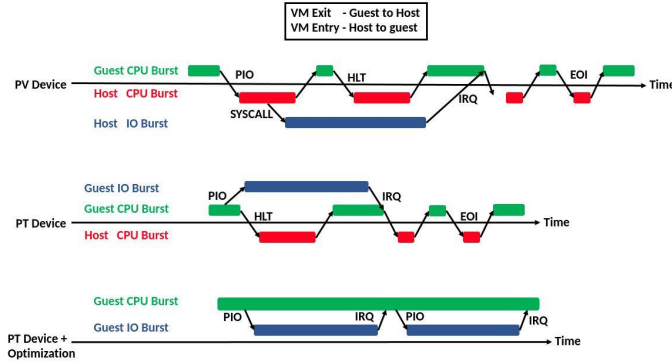 VM Exit - Guest to Host
VM Entry - Host to guest
Guest CPU Burst
PIO
HLT
EOI
PV Device
Time
Host CPU Burst
IRQ
SYSCALL
Host IO Burst
Guest IO Burst
PIO
IRQ
Guest CPU Burst
HLT
EOI
PT Device
Time
Host CPU Burst
Guest CPU Burst
PIO
IRQ
PIO
IRQ
Guest IO Burst
PT Device +
Optimization
Time